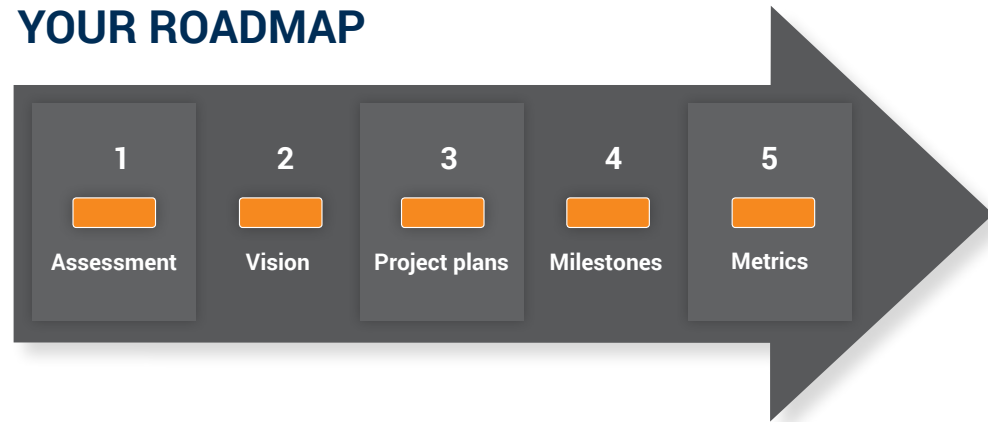 YOUR ROADMAP
1
2
3
4
5
Assessment
Vision
Project plans
Milestones
Metrics